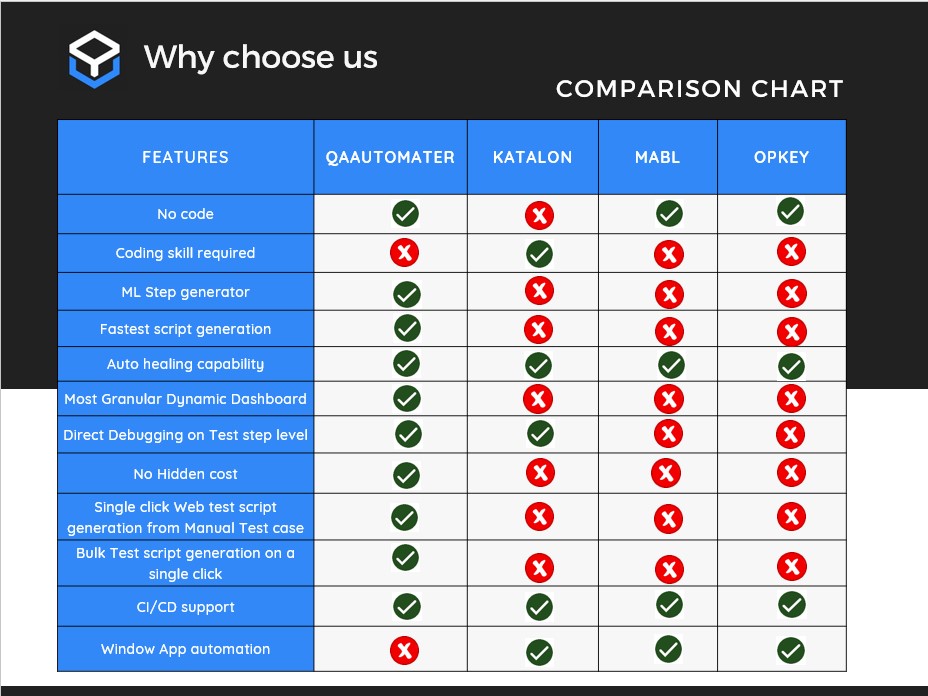 Why choose us
COMPARISON CHART
FEATURES QAAUTOMATER KATALON MABL OPKEY
No code
Coding skill required
ML Step generator
Fastest script generation
Auto healing capability
Most Granular Dynamic Dashboard
Direct Debugging on Test step level
No Hidden cost
Single click Web test script
generation from Manual Test case
Bulk Test script generation on a
single click
CI/CD support
Window App automation